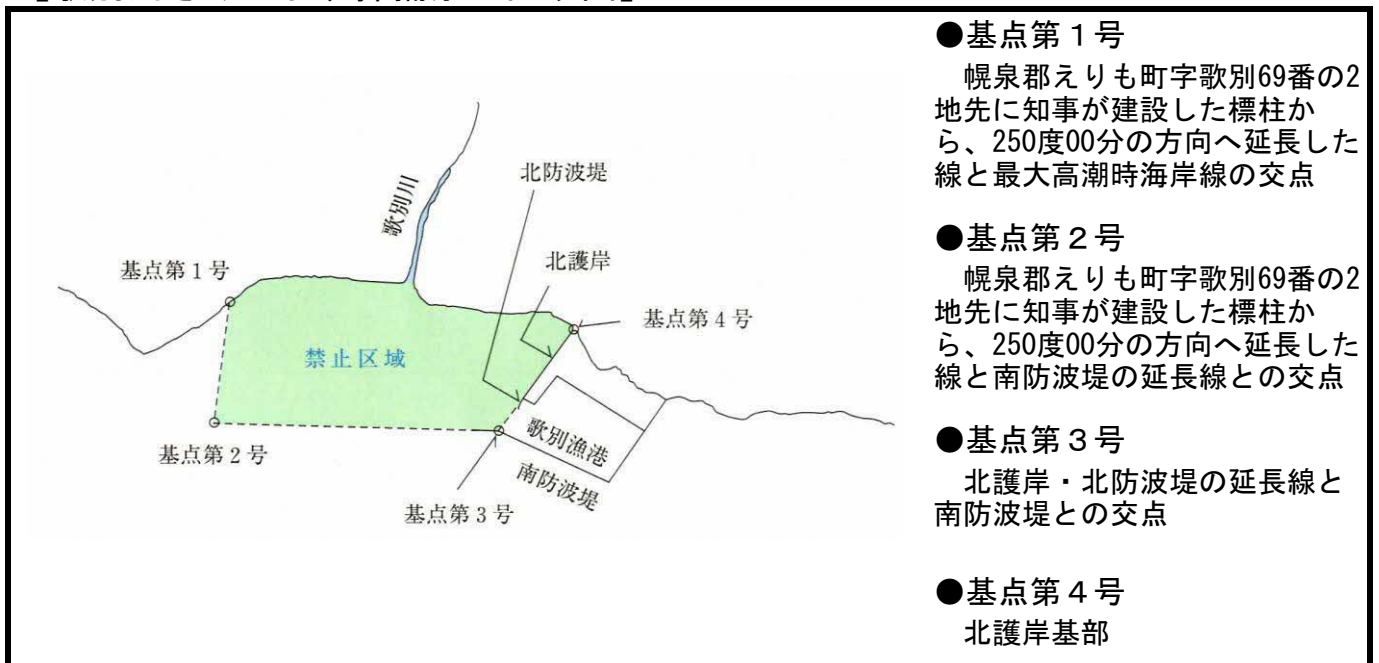 北防波堤
歌別川
北護岸
基点第1号
基点第4号
禁止区域
歌別漁港
基点第2号
南防波堤
基点第3号
●基点第1号
幌泉郡えりも町字歌別69番の2
地先に知事が建設した標柱か
ら、250度00分の方向へ延長した
線と最大高潮時海岸線の交点
●基点第2号
幌泉郡えりも町字歌別69番の2
地先に知事が建設した標柱か
ら、250度00分の方向へ延長した
線と南防波堤の延長線との交点
●基点第3号
北護岸・北防波堤の延長線と
南防波堤との交点
●基点第4号
北護岸基部